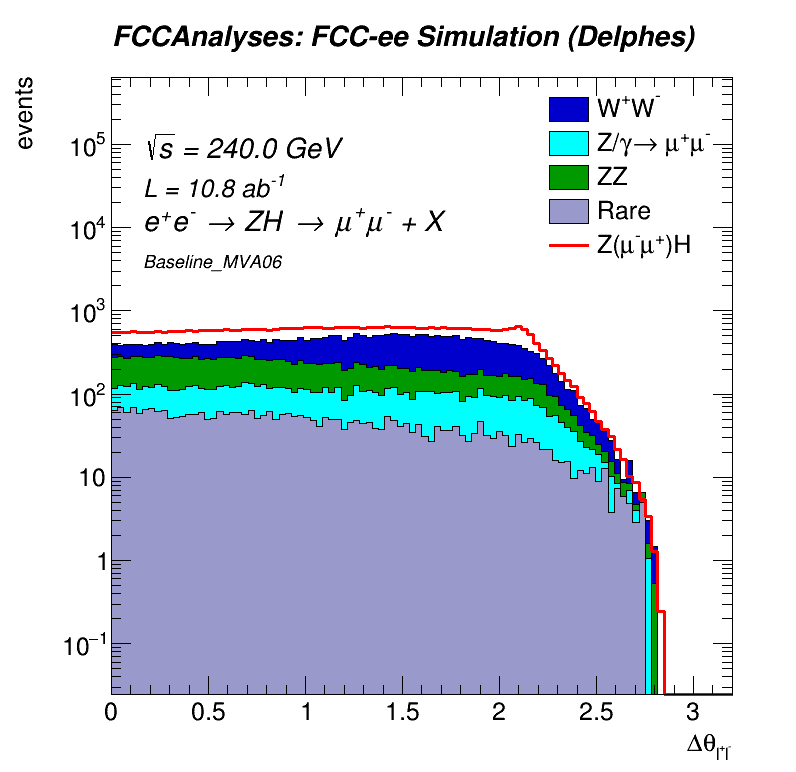 FCCAnalyses: FCC-ee Simulation (Delphes)
events
√s = 240.0 GeV
L = 10.8 ab⁻¹
e⁺e⁻ → ZH → μ⁺μ⁻ + X
Baseline_MVA06
W⁺W⁻
Z/γ→ μ⁺μ⁻
ZZ
Rare
Z(μ⁻μ⁺)H
10⁵
10⁴
10³
10²
10
1
10⁻¹
0 0.5 1 1.5 2 2.5 3
Δθ_l⁺l⁻